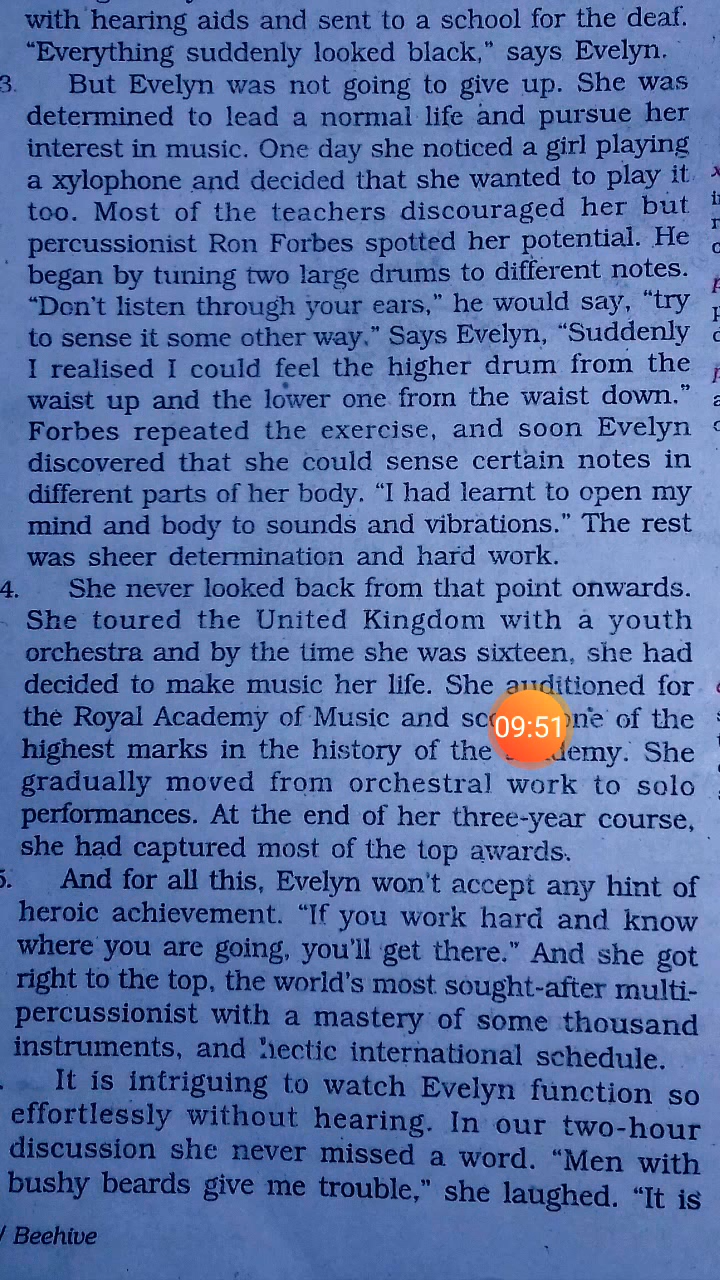 with hearing aids and sent to a school for the deaf.
“Everything suddenly looked black,” says Evelyn.
3. But Evelyn was not going to give up. She was
determined to lead a normal life and pursue her
interest in music. One day she noticed a girl playing
a xylophone and decided that she wanted to play it
too. Most of the teachers discouraged her but
percussionist Ron Forbes spotted her potential. He
began by tuning two large drums to different notes.
“Don't listen through your ears,” he would say, “try
to sense it some other way.” Says Evelyn, “Suddenly
I realised I could feel the higher drum from the
waist up and the lower one from the waist down.”
Forbes repeated the exercise, and soon Evelyn
discovered that she could sense certain notes in
different parts of her body. “I had learnt to open my
mind and body to sounds and vibrations.” The rest
was sheer determination and hard work.
4. She never looked back from that point onwards.
She toured the United Kingdom with a youth
orchestra and by the time she was sixteen, she had
decided to make music her life. She auditioned for
the Royal Academy of Music and 09:51 of the
highest marks in the history of the She
gradually moved from orchestral work to solo
performances. At the end of her three-year course,
she had captured most of the top awards.
5. And for all this, Evelyn won't accept any hint of
heroic achievement. “If you work hard and know
where you are going, you'll get there.” And she got
right to the top, the world's most sought-after multi-
percussionist with a mastery of some thousand
instruments, and hectic international schedule.
It is intriguing to watch Evelyn function so
effortlessly without hearing. In our two-hour
discussion she never missed a word. “Men with
bushy beards give me trouble,” she laughed. “It is
/ Beehive